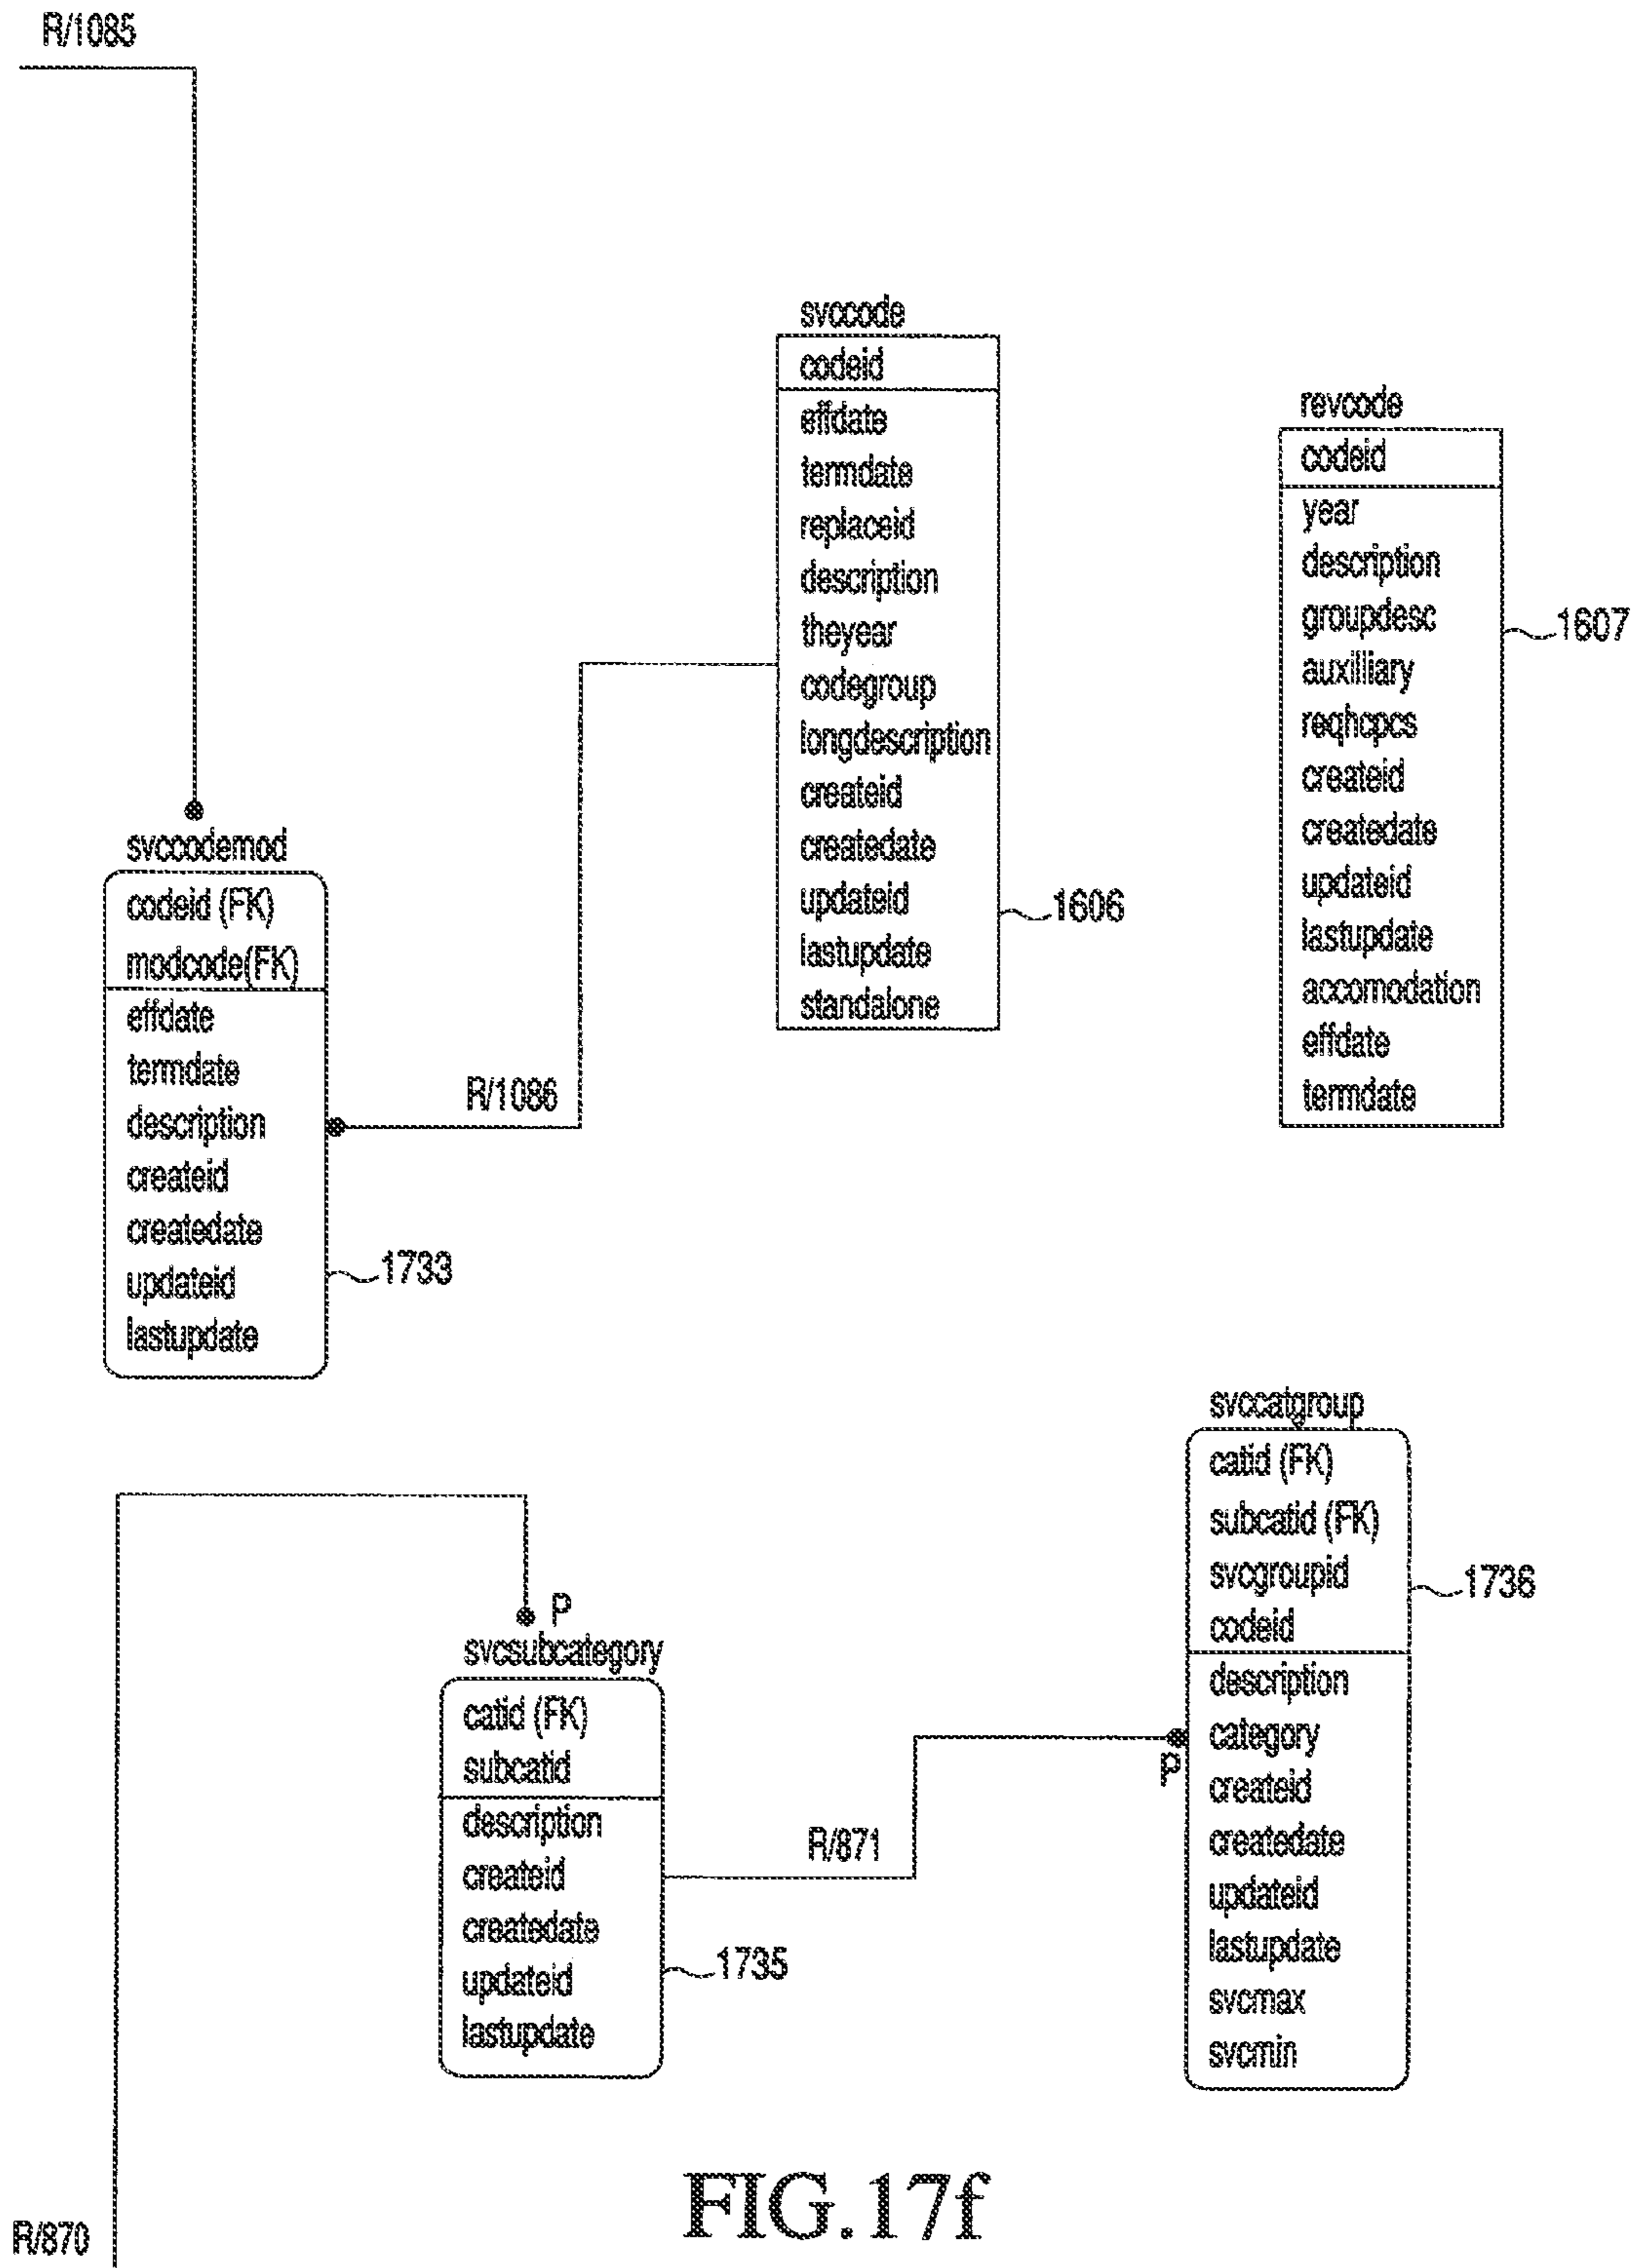 R/1085
svccode
codeid
effdate
termdate
replaceid
description
theyear
codegroup
longdescription
createid
createdate
updateid
lastupdate
standalone
1606
revcode
codeid
year
description
groupdesc
auxilliary
reqhcpcs
createid
createdate
updateid
lastupdate
accomodation
effdate
termdate
1607
svccodemod
codeid (FK)
modcode(FK)
effdate
termdate
description
createid
createdate
updateid
lastupdate
1733
R/1086
svccatgroup
catid (FK)
subcatid (FK)
svcgroupid
codeid
description
category
createid
createdate
updateid
lastupdate
svcmax
svcmin
1736
P
svcsubcategory
catid (FK)
subcatid
description
createid
createdate
updateid
lastupdate
1735
R/871
P
R/870
FIG.17f